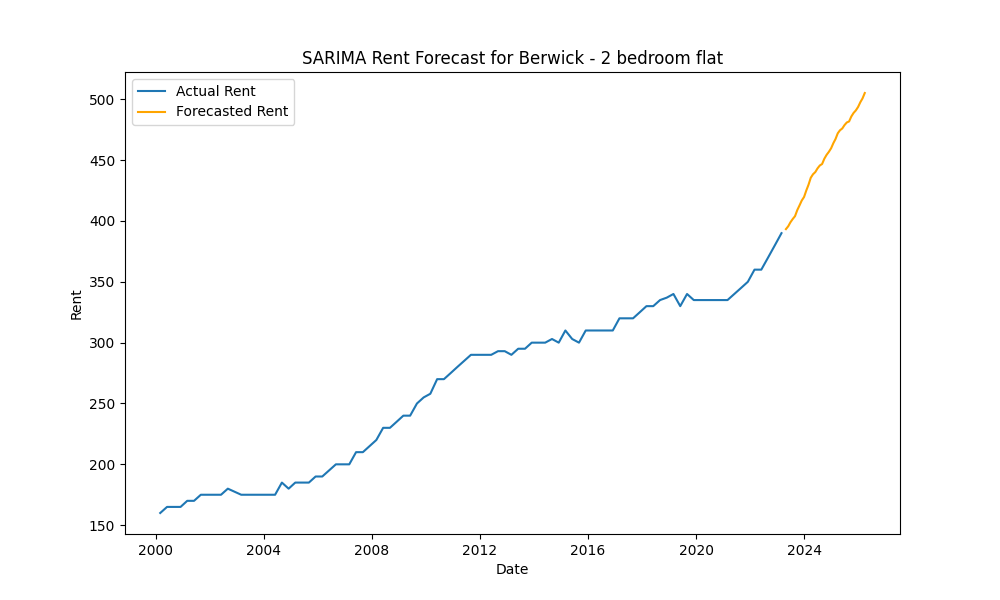 SARIMA Rent Forecast for Berwick - 2 bedroom flat
Actual Rent
Forecasted Rent
500
450
400
350
300
250
200
150
Rent
2000 2004 2008 2012 2016 2020 2024
Date